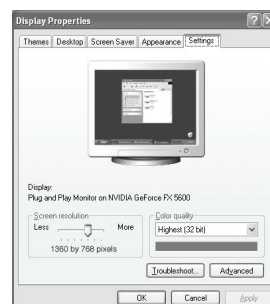 Display Properties
Themes Desktop Screen Saver Appearance Settings
Display:
Plug and Play Monitor on NVIDIA GeForce FX 5600
Screen resolution
Less More
1360 by 768 pixels
Color quality
Highest (32 bit)
Troubleshoot... Advanced
OK Cancel Apply